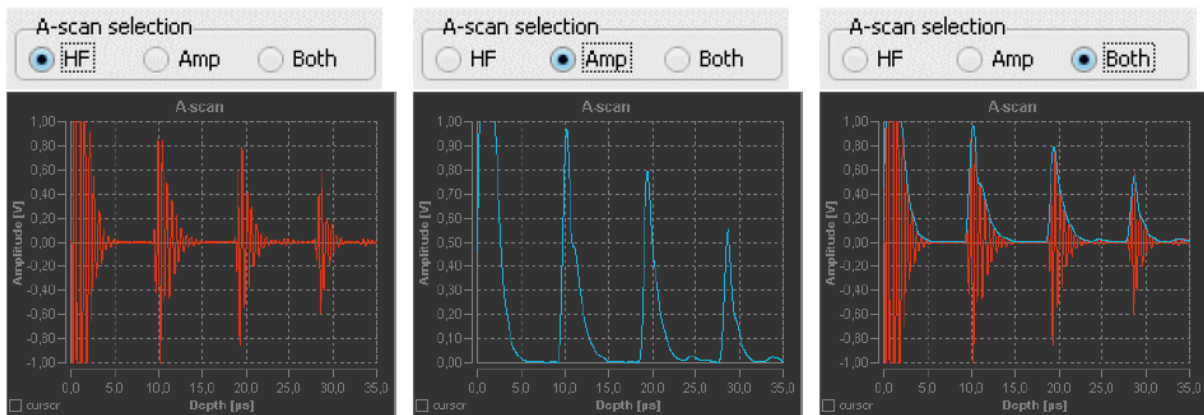 A-scan selection
HF Amp Both
A-scan
1,00
0,80
0,60
0,40
0,20
0,00
-0,20
-0,40
-0,60
-0,80
-1,00
Amplitude [V]
0,0 5,0 10,0 15,0 20,0 25,0 30,0 35,0
cursor Depth [µs]
A-scan selection
HF Amp Both
A-scan
1,00
0,90
0,80
0,70
0,60
0,50
0,40
0,30
0,20
0,10
0,00
Amplitude [V]
0,0 5,0 10,0 15,0 20,0 25,0 30,0 35,0
cursor Depth [µs]
A-scan selection
HF Amp Both
A-scan
1,00
0,80
0,60
0,40
0,20
0,00
-0,20
-0,40
-0,60
-0,80
-1,00
Amplitude [V]
0,0 5,0 10,0 15,0 20,0 25,0 30,0 35,0
cursor Depth [µs]